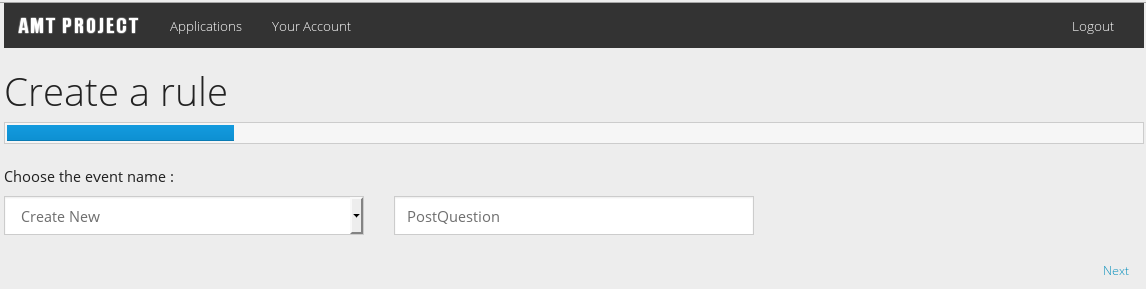 AMT PROJECT Applications Your Account Logout
Create a rule
Choose the event name :
Create New PostQuestion
Next